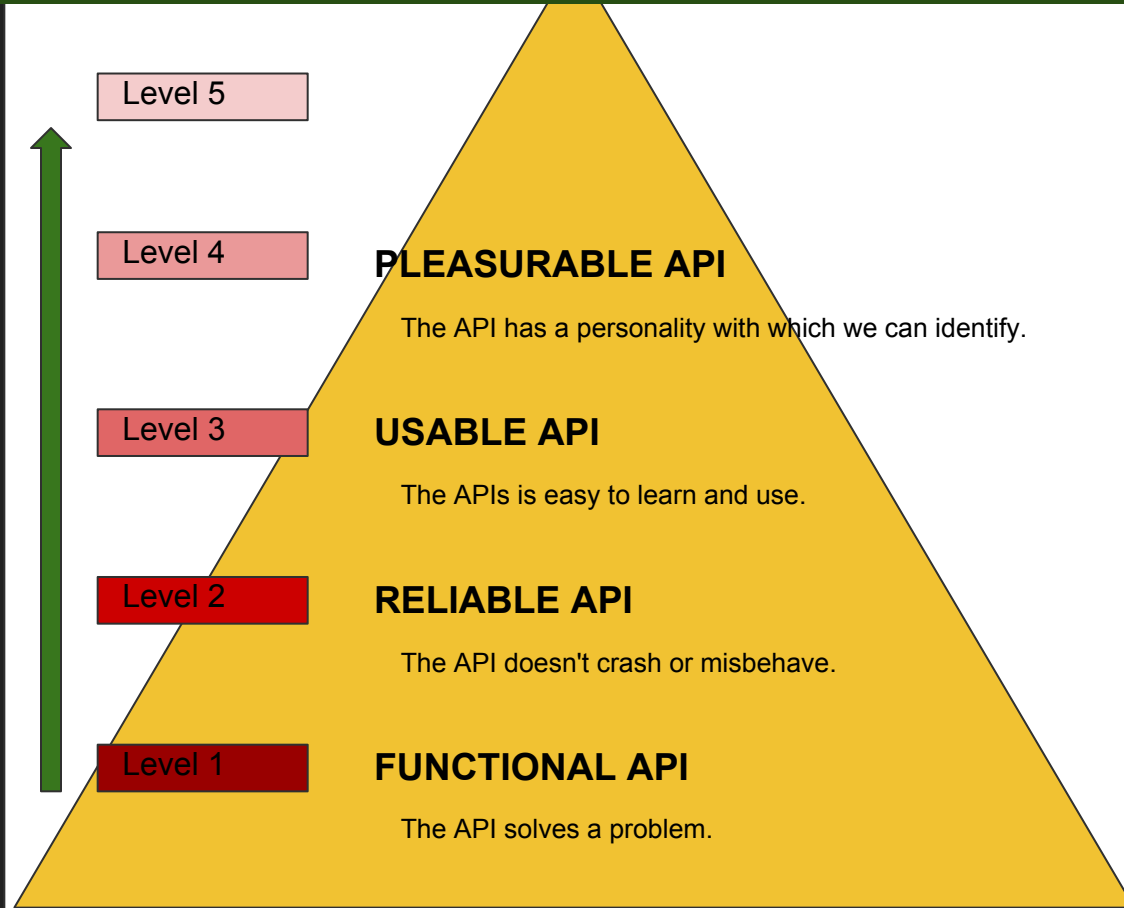 Level 5
Level 4
PLEASURABLE API
The API has a personality with which we can identify.
Level 3
USABLE API
The APIs is easy to learn and use.
Level 2
RELIABLE API
The API doesn't crash or misbehave.
Level 1
FUNCTIONAL API
The API solves a problem.